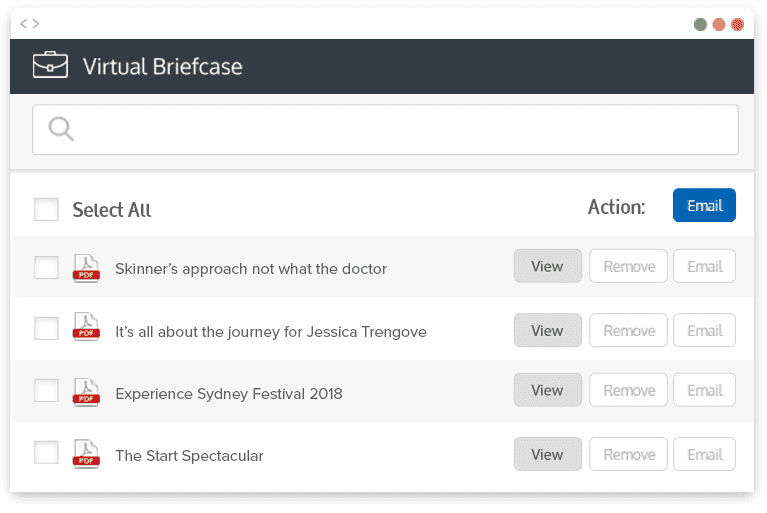 Virtual Briefcase
Select All Action: Email
PDF Skinner’s approach not what the doctor View Remove Email
PDF It’s all about the journey for Jessica Trengove View Remove Email
PDF Experience Sydney Festival 2018 View Remove Email
PDF The Start Spectacular View Remove Email